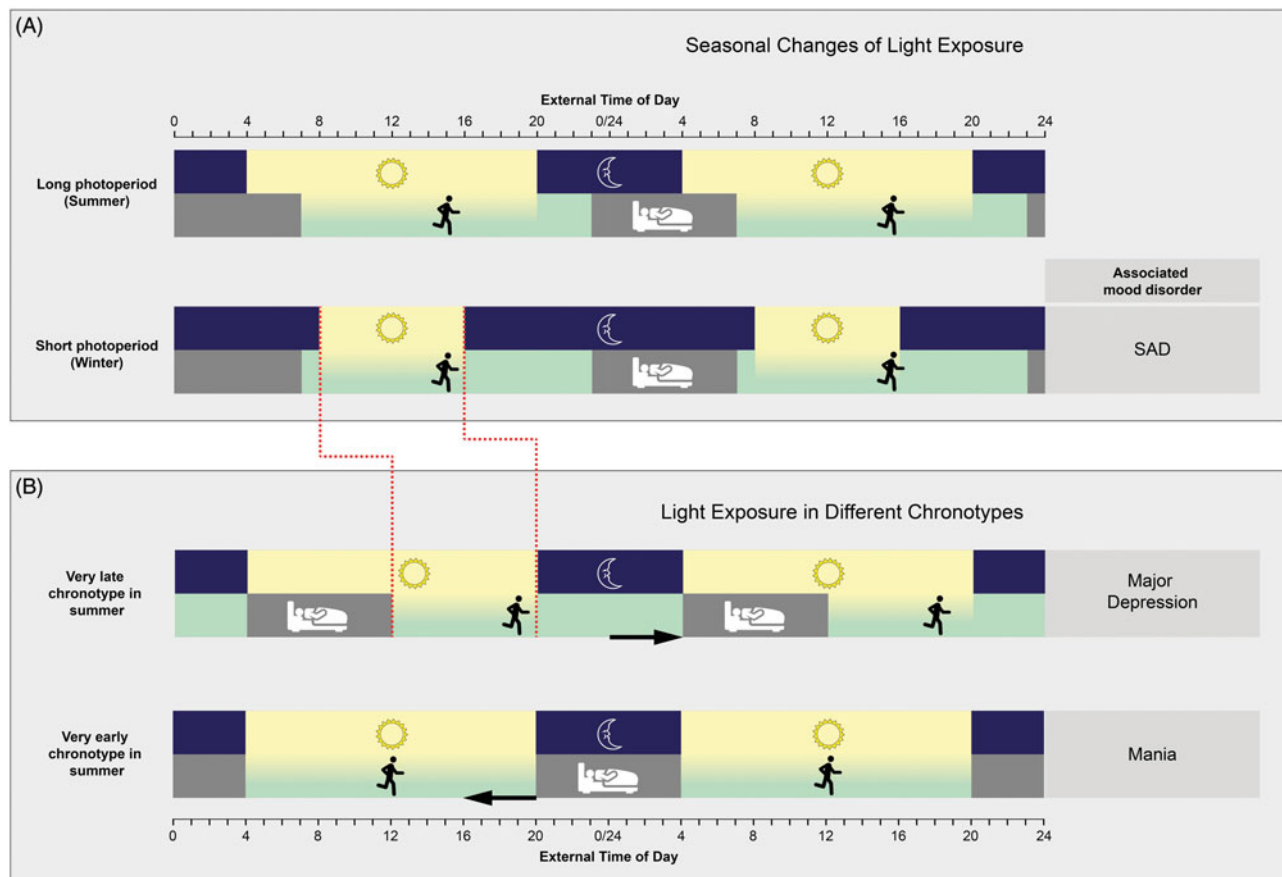 (A)
Seasonal Changes of Light Exposure
External Time of Day
0 4 8 12 16 20 0/24 4 8 12 16 20 24
Long photoperiod
(Summer)
Associated
mood disorder
Short photoperiod
(Winter)
SAD
(B)
Light Exposure in Different Chronotypes
Very late
chronotype in
summer
Major
Depression
Very early
chronotype in
summer
Mania
0 4 8 12 16 20 0/24 4 8 12 16 20 24
External Time of Day